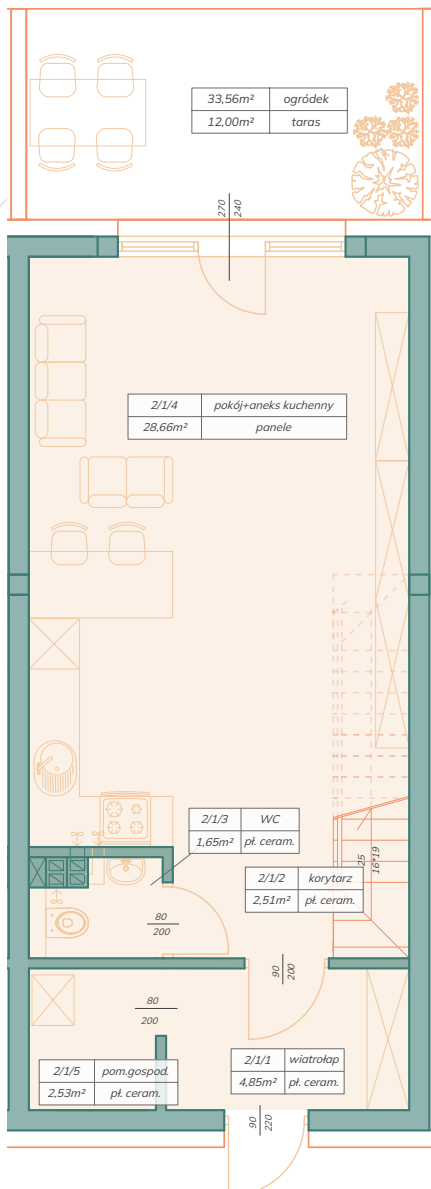 33,56m² ogródek
12,00m² taras
270
240
2/1/4 pokój+aneks kuchenny
28,66m² panele
2/1/3 WC
1,65m² pł. ceram.
25
16*19
2/1/2 korytarz
2,51m² pł. ceram.
80
200
90
200
80
200
2/1/1 wiatrołap
4,85m² pł. ceram.
2/1/5 pom.gospod.
2,53m² pł. ceram.
90
220